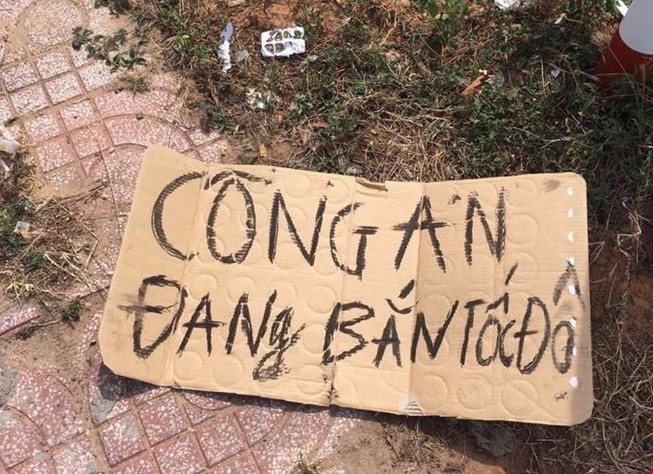 CÔNG AN
ĐANg BẮN TỐC ĐỘ